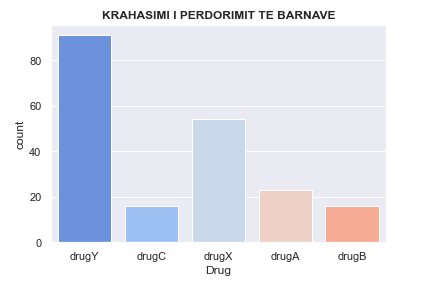 KRAHASIMI I PERDORIMIT TE BARNAVE
count
80
60
40
20
0
drugY drugC drugX drugA drugB
Drug